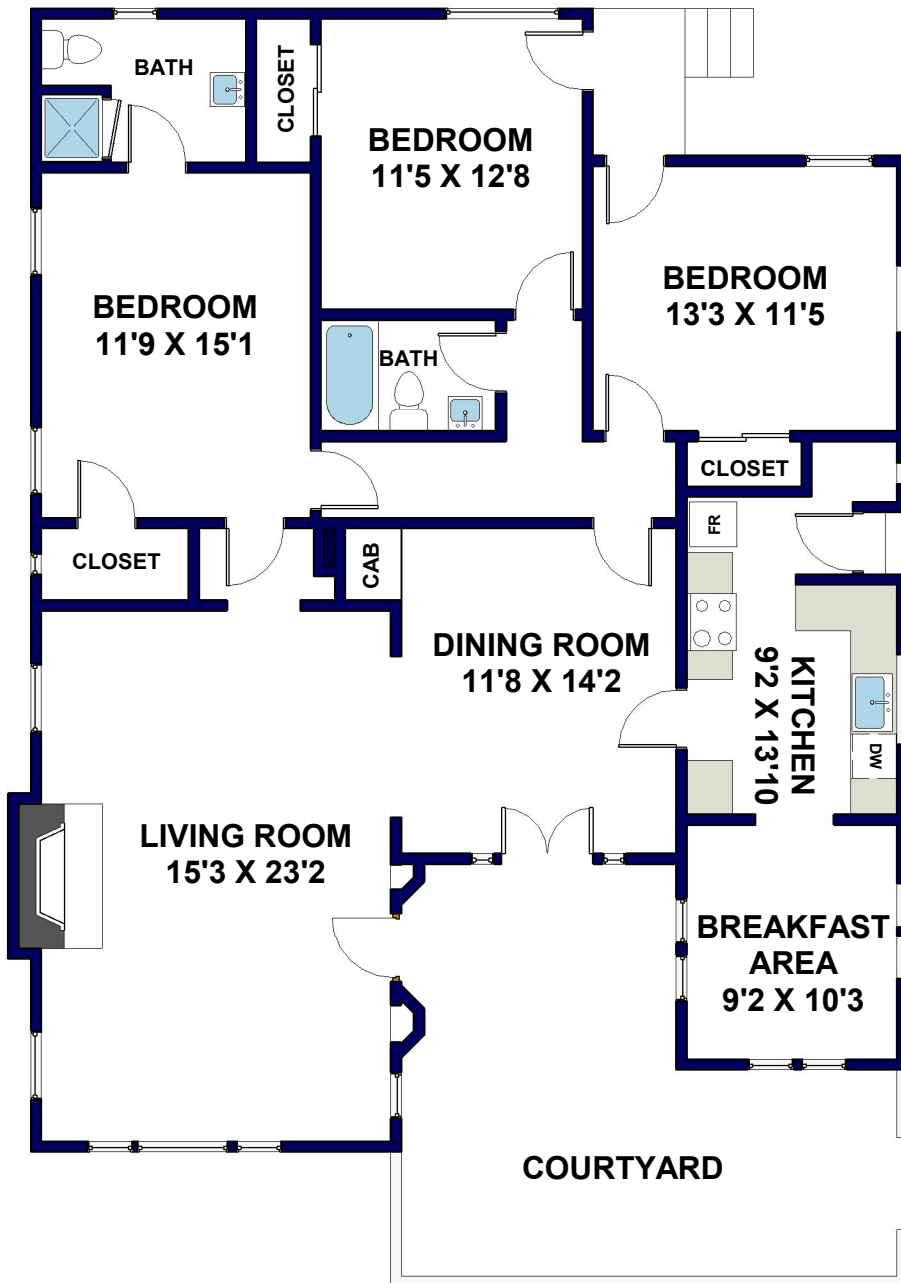 BATH
CLOSET
BEDROOM
11'5 X 12'8
BEDROOM
13'3 X 11'5
BEDROOM
11'9 X 15'1
BATH
CLOSET
FR
CLOSET
CAB
DINING ROOM
11'8 X 14'2
KITCHEN
9'2 X 13'10
DW
LIVING ROOM
15'3 X 23'2
BREAKFAST
AREA
9'2 X 10'3
COURTYARD